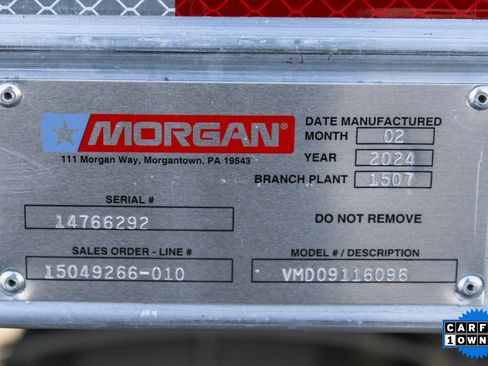 MORGAN®
111 Morgan Way, Morgantown, PA 19543
DATE MANUFACTURED
MONTH 02
YEAR 2024
BRANCH PLANT 1507
SERIAL #
14766292
DO NOT REMOVE
SALES ORDER - LINE #
15049266-010
MODEL # / DESCRIPTION
VMD09116096
CARF
1 OWN